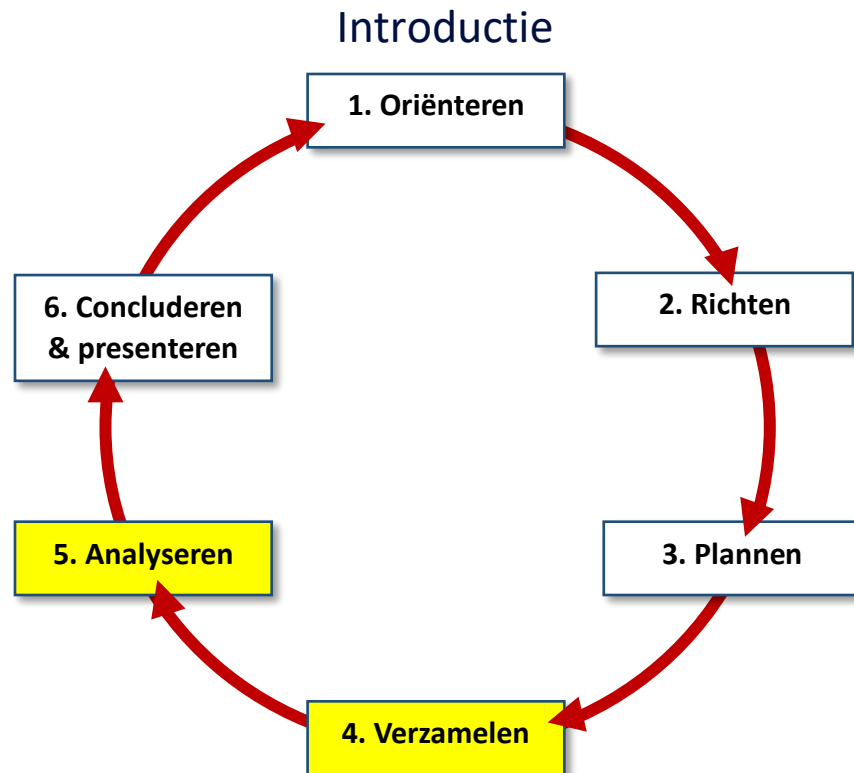 Introductie
1. Oriënteren
2. Richten
3. Plannen
4. Verzamelen
5. Analyseren
6. Concluderen
& presenteren